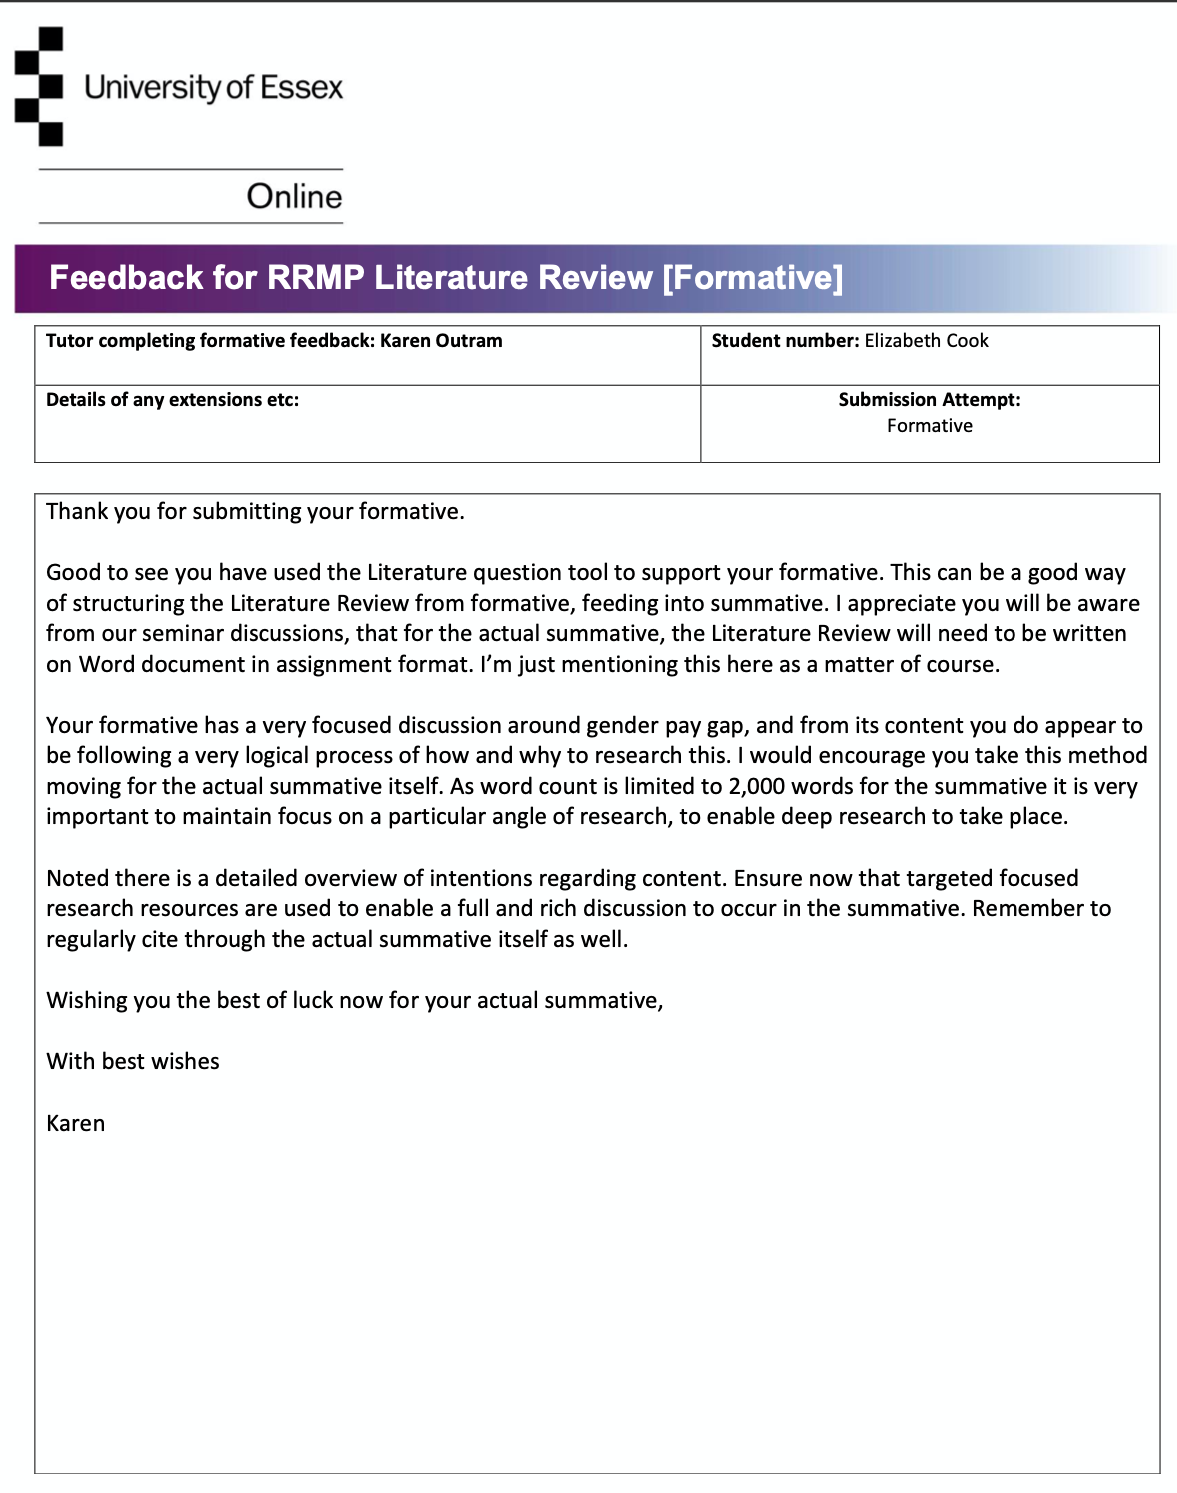 University of Essex
Online
Feedback for RRMP Literature Review [Formative]
Tutor completing formative feedback: Karen Outram
Student number: Elizabeth Cook
Details of any extensions etc:
Submission Attempt:
Formative
Thank you for submitting your formative.
Good to see you have used the Literature question tool to support your formative. This can be a good way
of structuring the Literature Review from formative, feeding into summative. I appreciate you will be aware
from our seminar discussions, that for the actual summative, the Literature Review will need to be written
on Word document in assignment format. I’m just mentioning this here as a matter of course.
Your formative has a very focused discussion around gender pay gap, and from its content you do appear to
be following a very logical process of how and why to research this. I would encourage you take this method
moving for the actual summative itself. As word count is limited to 2,000 words for the summative it is very
important to maintain focus on a particular angle of research, to enable deep research to take place.
Noted there is a detailed overview of intentions regarding content. Ensure now that targeted focused
research resources are used to enable a full and rich discussion to occur in the summative. Remember to
regularly cite through the actual summative itself as well.
Wishing you the best of luck now for your actual summative,
With best wishes
Karen